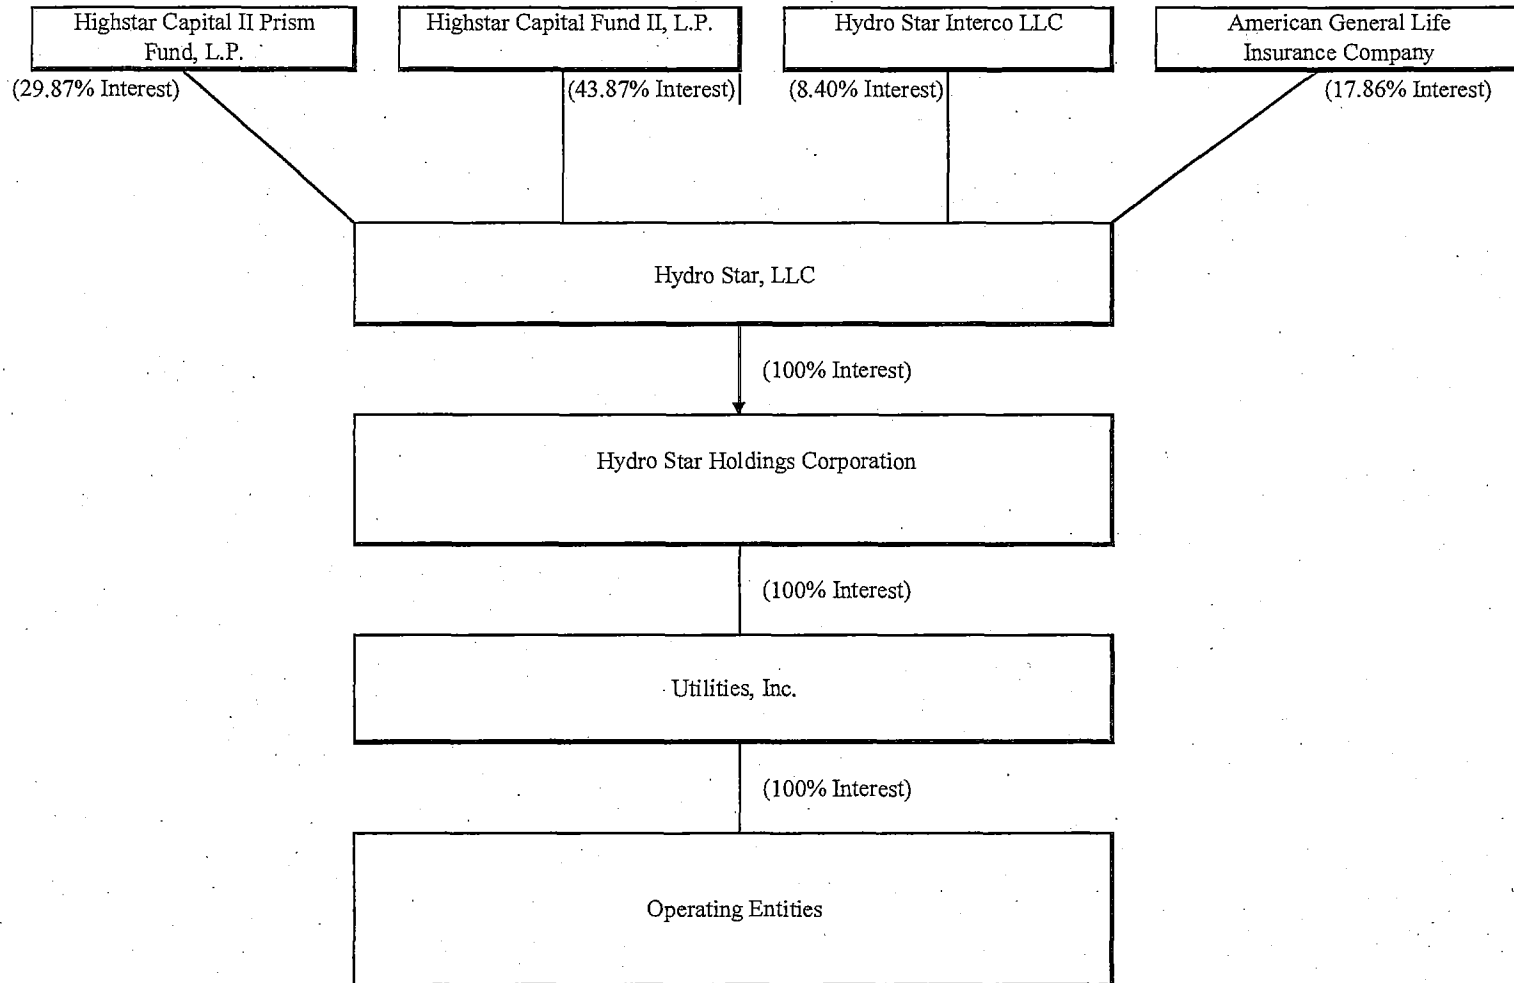 Highstar Capital II Prism
Fund, L.P.
Highstar Capital Fund II, L.P.
Hydro Star Interco LLC
American General Life
Insurance Company
(29.87% Interest)
(43.87% Interest)
(8.40% Interest)
(17.86% Interest)
Hydro Star, LLC
(100% Interest)
Hydro Star Holdings Corporation
(100% Interest)
Utilities, Inc.
(100% Interest)
Operating Entities